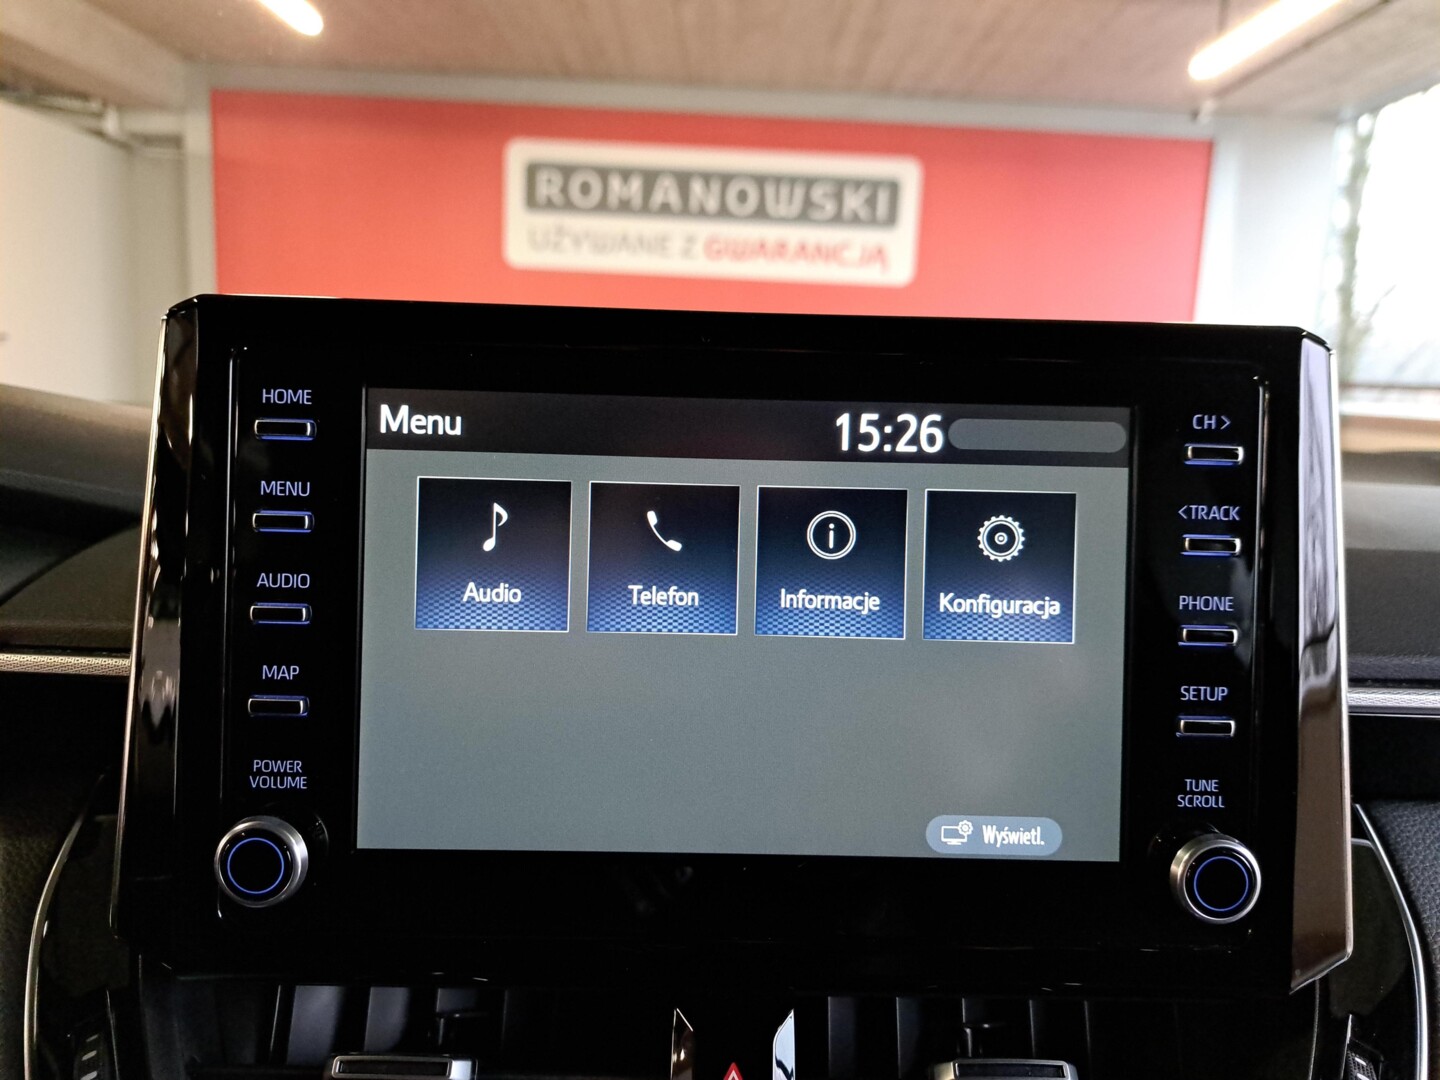 ROMANOWSKI
UŻYWANE Z GWARANCJĄ
HOME
MENU
AUDIO
MAP
POWER
VOLUME
Menu
15:26
Audio
Telefon
Informacje
Konfiguracja
Wyświetl.
CH >
<TRACK
PHONE
SETUP
TUNE
SCROLL